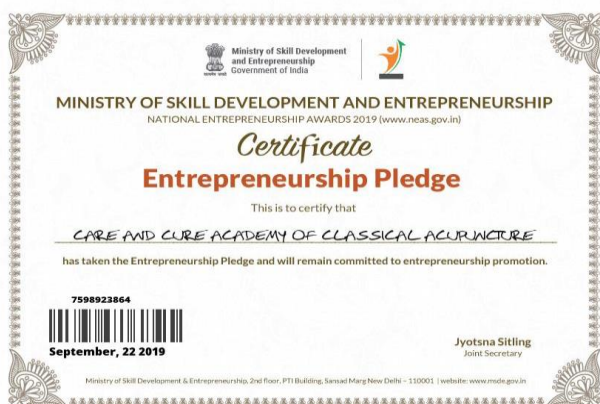 Ministry of Skill Development
and Entrepreneurship
Government of India
MINISTRY OF SKILL DEVELOPMENT AND ENTREPRENEURSHIP
NATIONAL ENTREPRENEURSHIP AWARDS 2019 (www.neas.gov.in)
Certificate
Entrepreneurship Pledge
This is to certify that
CARE AND CURE ACADEMY OF CLASSICAL ACUPUNCTURE
has taken the Entrepreneurship Pledge and will remain committed to entrepreneurship promotion.
7598923864
September, 22 2019
Jyotsna Sitling
Joint Secretary
Ministry of Skill Development & Entrepreneurship, 2nd floor, PTI Building, Sansad Marg New Delhi – 110001 | website: www.msde.gov.in